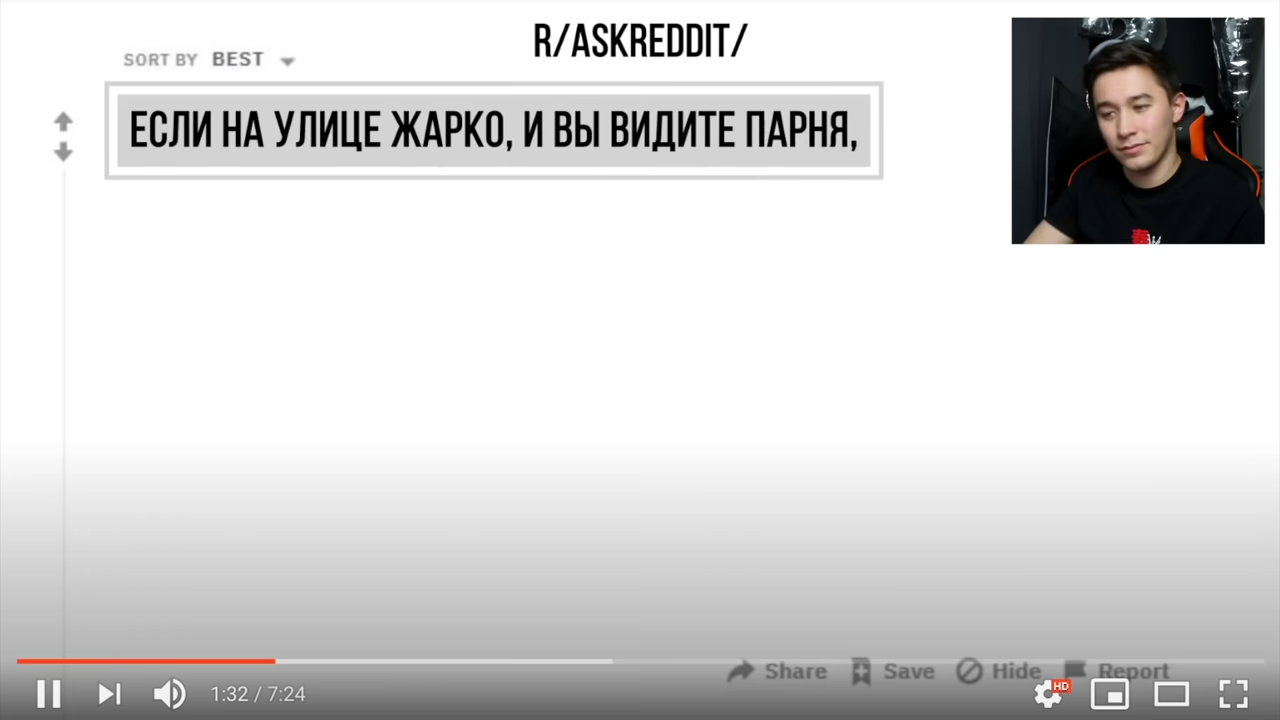 R/ASKREDDIT/
SORT BY BEST
ЕСЛИ НА УЛИЦЕ ЖАРКО, И ВЫ ВИДИТЕ ПАРНЯ,
Share Save Hide Report
1:32 / 7:24
HD